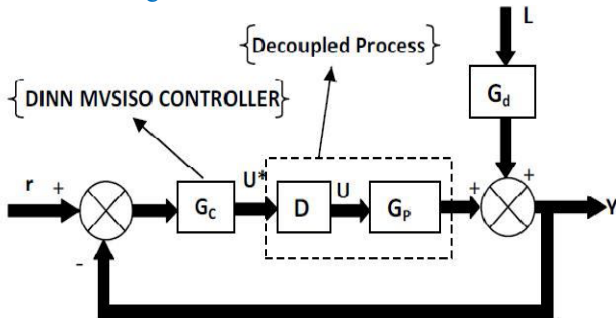 L
{Decoupled Process}
G_d
{DINN MVSISO CONTROLLER}
r + U* U + +
G_C D G_P Y
-